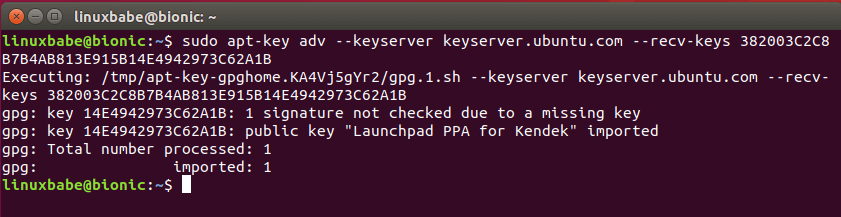 linuxbabe@bionic: ~
linuxbabe@bionic:~$ sudo apt-key adv --keyserver keyserver.ubuntu.com --recv-keys 382003C2C8
B7B4AB813E915B14E4942973C62A1B
Executing: /tmp/apt-key-gpghome.KA4Vj5gYr2/gpg.1.sh --keyserver keyserver.ubuntu.com --recv-
keys 382003C2C8B7B4AB813E915B14E4942973C62A1B
gpg: key 14E4942973C62A1B: 1 signature not checked due to a missing key
gpg: key 14E4942973C62A1B: public key "Launchpad PPA for Kendek" imported
gpg: Total number processed: 1
gpg:               imported: 1
linuxbabe@bionic:~$